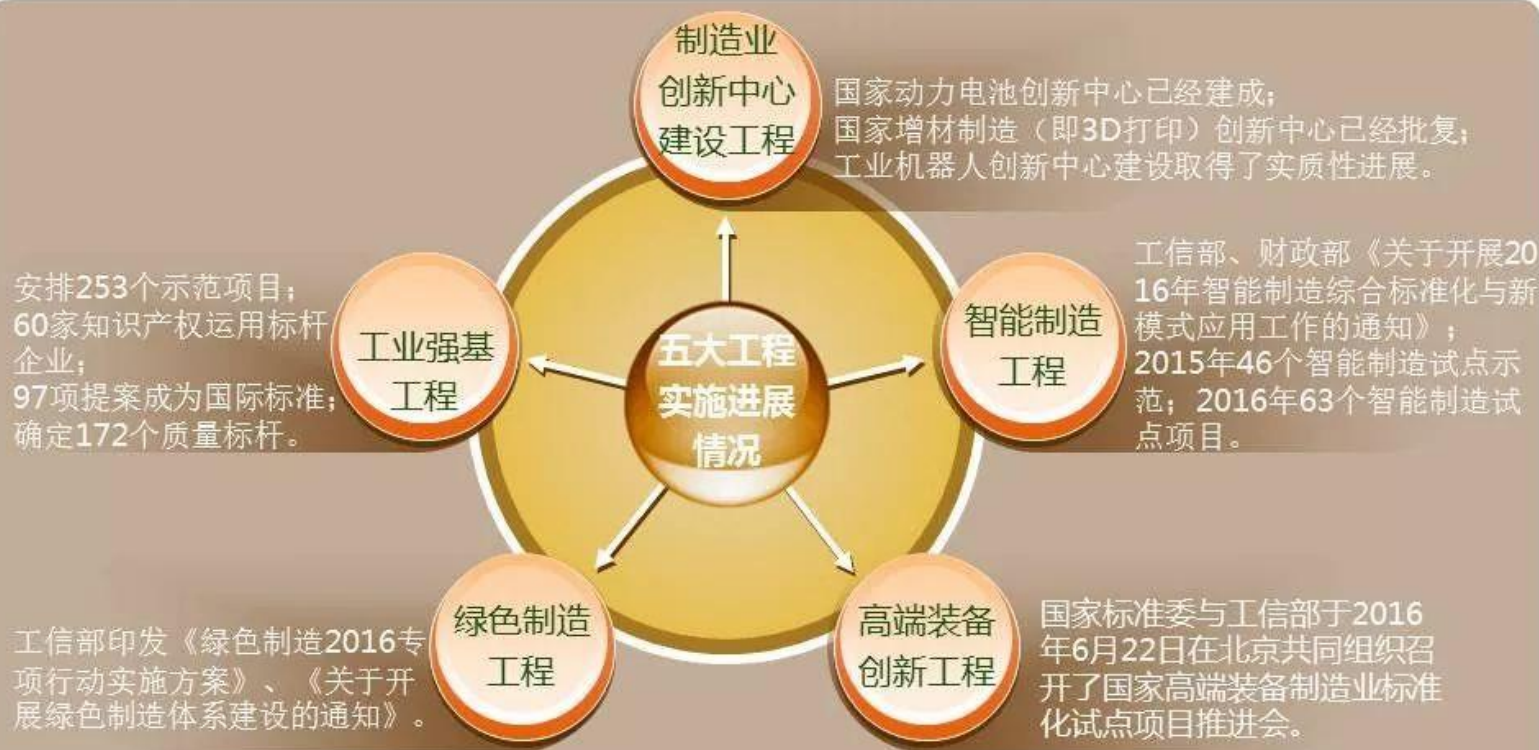 制造业
创新中心
建设工程
国家动力电池创新中心已经建成；
国家增材制造（即3D打印）创新中心已经批复；
工业机器人创新中心建设取得了实质性进展。
工信部、财政部《关于开展20
16年智能制造综合标准化与新
模式应用工作的通知》；
2015年46个智能制造试点示
范；2016年63个智能制造试
点项目。
智能制造
工程
安排253个示范项目；
60家知识产权运用标杆
企业；
97项提案成为国际标准；
确定172个质量标杆。
工业强基
工程
五大工程
实施进展
情况
绿色制造
工程
工信部印发《绿色制造2016专
项行动实施方案》、《关于开
展绿色制造体系建设的通知》。
高端装备
创新工程
国家标准委与工信部于2016
年6月22日在北京共同组织召
开了国家高端装备制造业标准
化试点项目推进会。